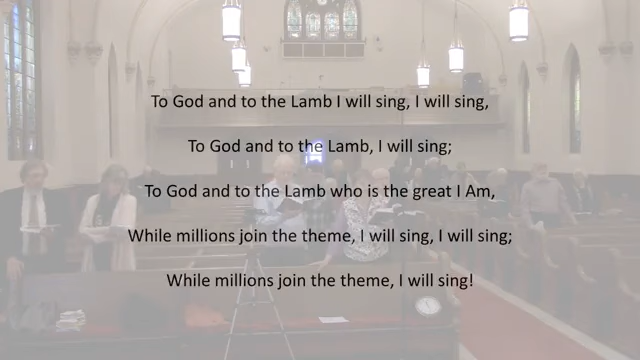 To God and to the Lamb I will sing, I will sing,
To God and to the Lamb, I will sing;
To God and to the Lamb who is the great I Am,
While millions join the theme, I will sing, I will sing;
While millions join the theme, I will sing!